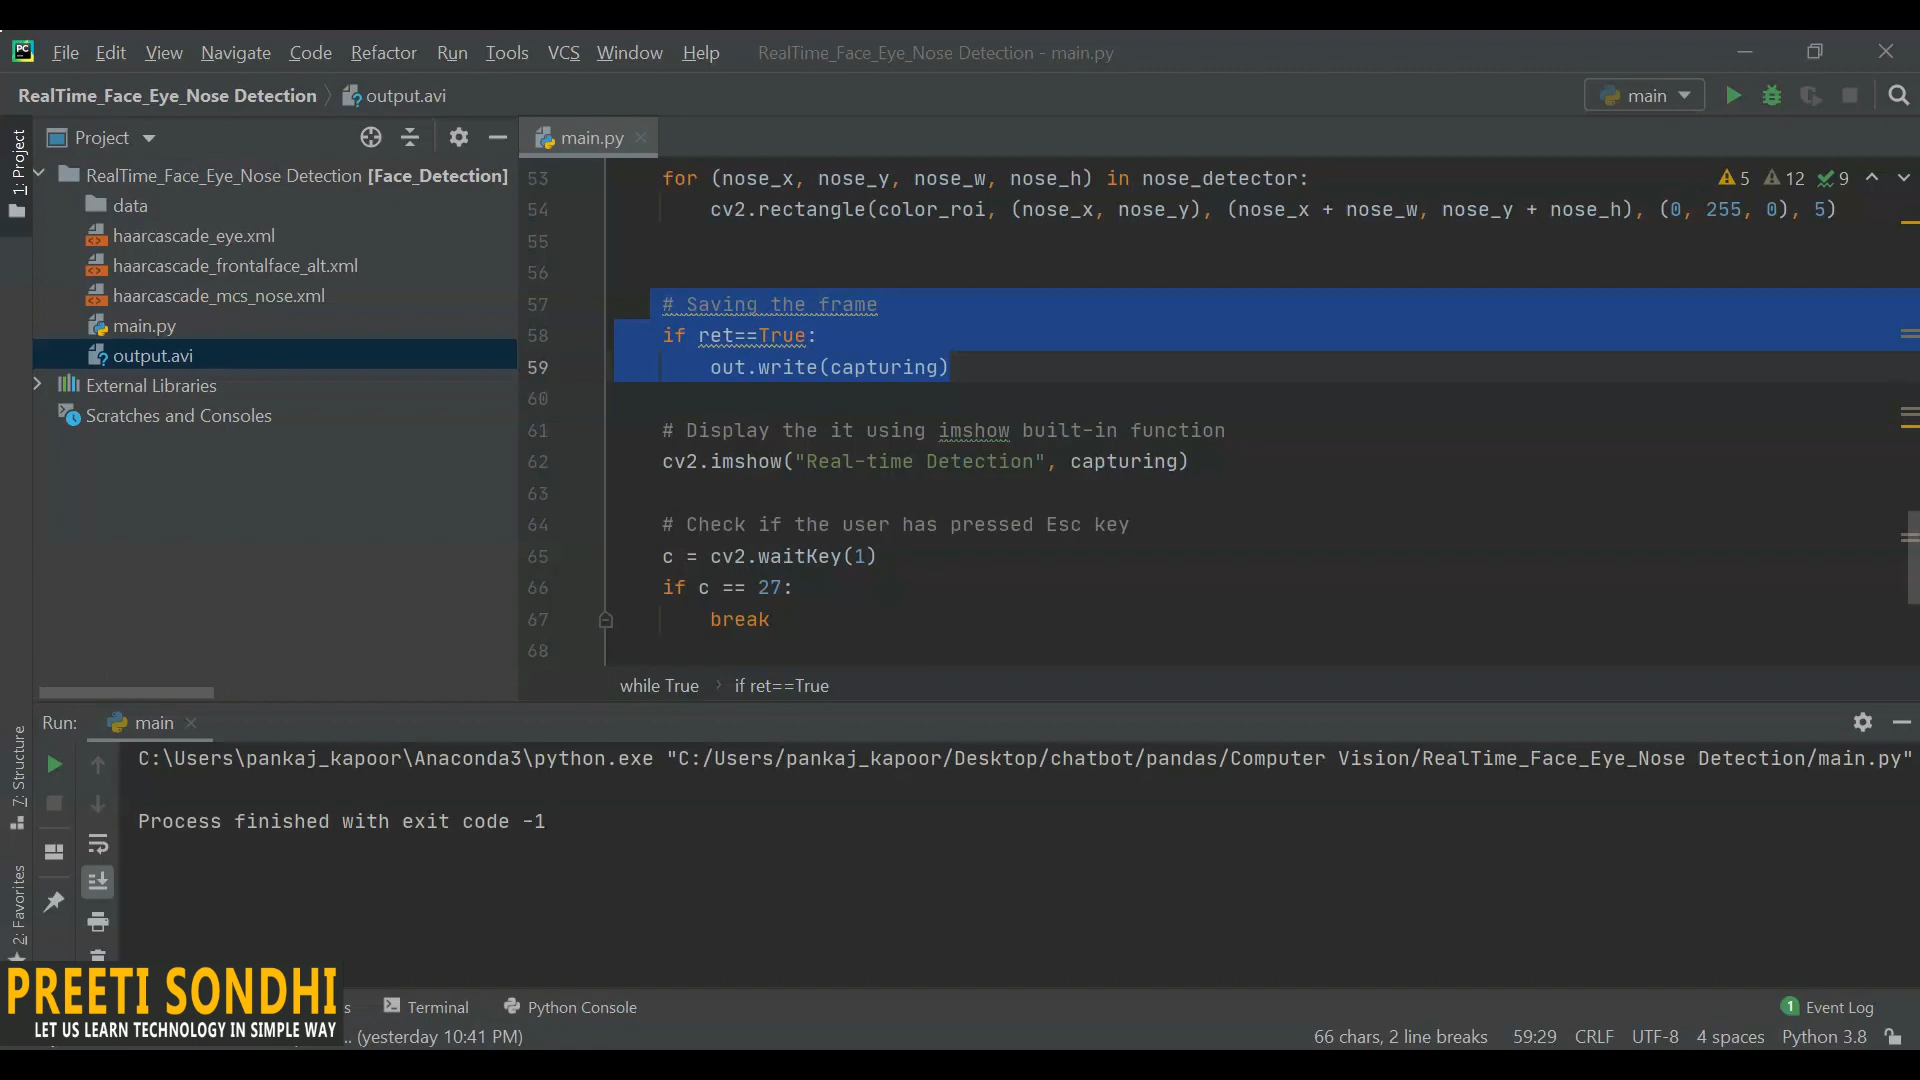 PC File Edit View Navigate Code Refactor Run Tools VCS Window Help RealTime_Face_Eye_Nose Detection - main.py
RealTime_Face_Eye_Nose Detection output.avi main
1: Project
Project
main.py
RealTime_Face_Eye_Nose Detection [Face_Detection]
data
haarcascade_eye.xml
haarcascade_frontalface_alt.xml
haarcascade_mcs_nose.xml
main.py
output.avi
External Libraries
Scratches and Consoles
5 12 9
53 for (nose_x, nose_y, nose_w, nose_h) in nose_detector:
54 cv2.rectangle(color_roi, (nose_x, nose_y), (nose_x + nose_w, nose_y + nose_h), (0, 255, 0), 5)
55
56
57 # Saving the frame
58 if ret==True:
59 out.write(capturing)
60
61 # Display the it using imshow built-in function
62 cv2.imshow("Real-time Detection", capturing)
63
64 # Check if the user has pressed Esc key
65 c = cv2.waitKey(1)
66 if c == 27:
67 break
68
while True if ret==True
Run: main
7: Structure
2: Favorites
C:\Users\pankaj_kapoor\Anaconda3\python.exe "C:/Users/pankaj_kapoor/Desktop/chatbot/pandas/Computer Vision/RealTime_Face_Eye_Nose Detection/main.py"
Process finished with exit code -1
PREETI SONDHI
LET US LEARN TECHNOLOGY IN SIMPLE WAY
s Terminal Python Console 1 Event Log
.. (yesterday 10:41 PM) 66 chars, 2 line breaks 59:29 CRLF UTF-8 4 spaces Python 3.8